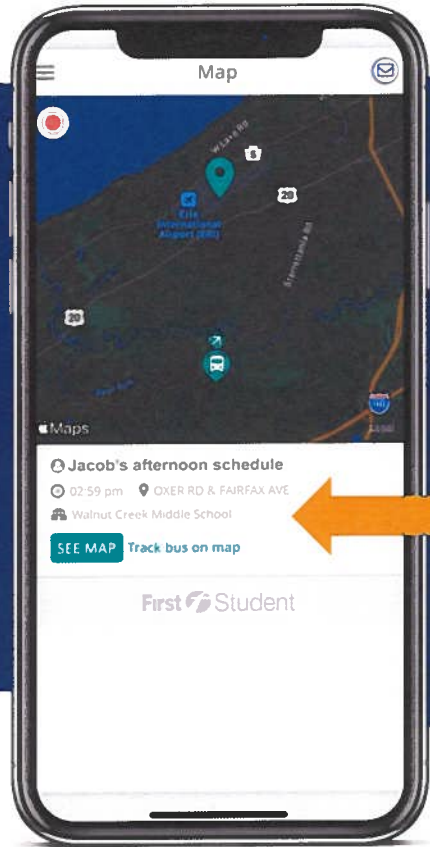 Map
W Lake Rd
5
20
Erie
International
Airport (ERI)
Sterrettania Rd
20
Maps
Legal
Jacob's afternoon schedule
02:59 pm OXER RD & FAIRFAX AVE
Walnut Creek Middle School
SEE MAP Track bus on map
First Student